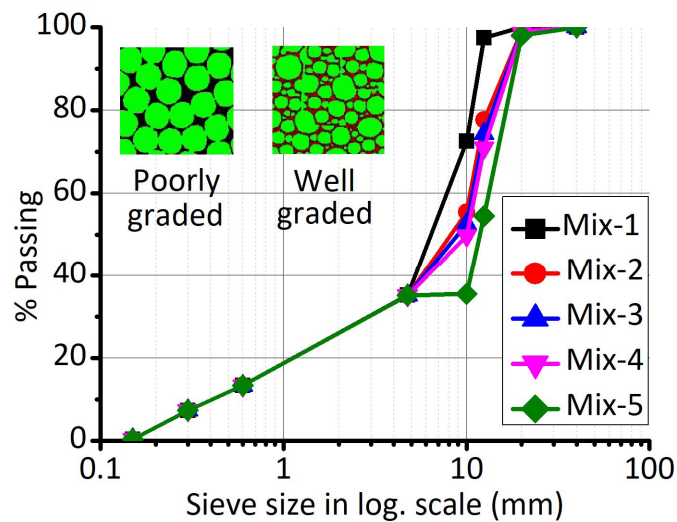 100
80
60
40
20
0
% Passing
Poorly
graded
Well
graded
Mix-1
Mix-2
Mix-3
Mix-4
Mix-5
0.1
1
10
100
Sieve size in log. scale (mm)